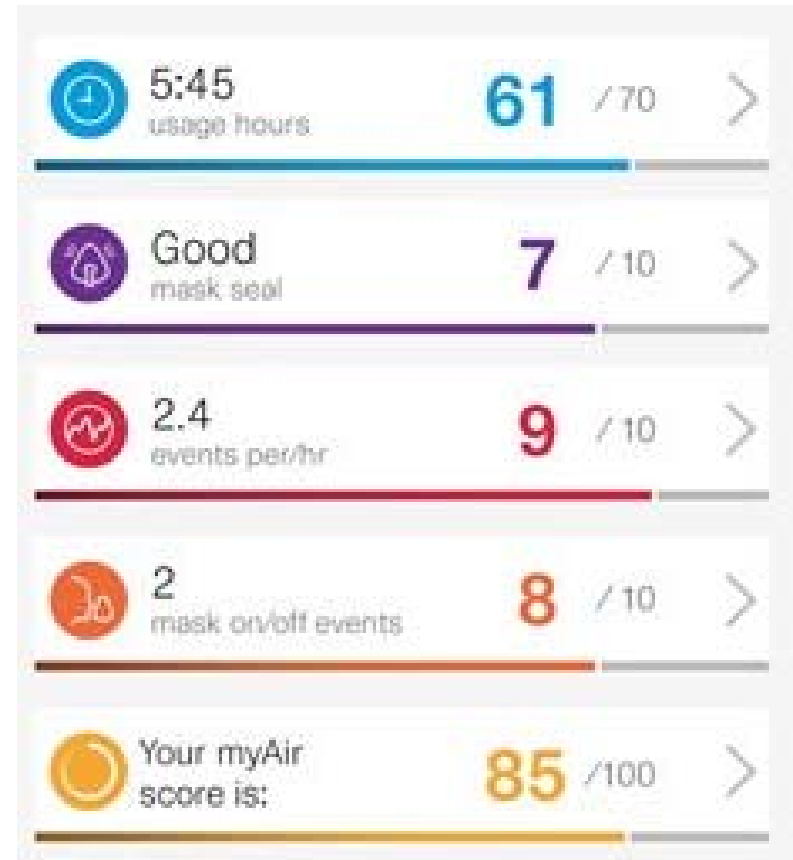 5:45 61 /70
usage hours
Good 7 /10
mask seal
2.4 9 /10
events per/hr
2 8 /10
mask on/off events
Your myAir 85 /100
score is: